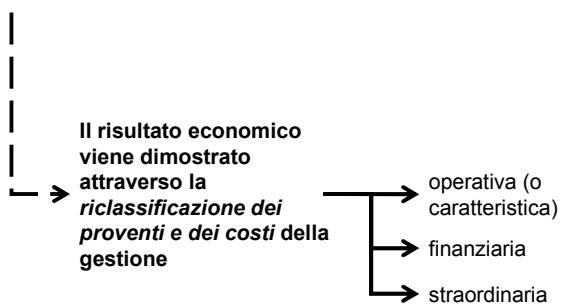 Il risultato economico
viene dimostrato
attraverso la
riclassificazione dei
proventi e dei costi della
gestione
operativa (o
caratteristica)
finanziaria
straordinaria